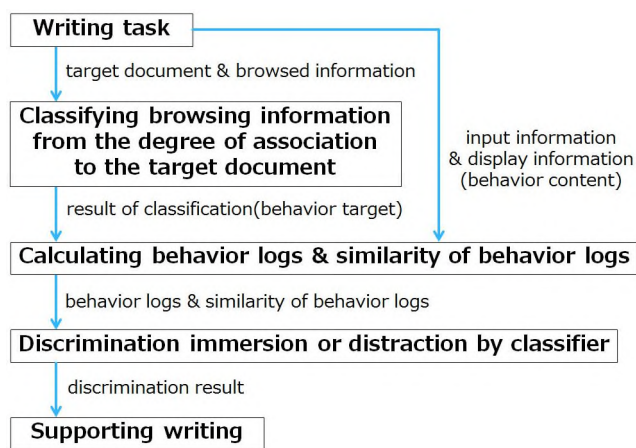 Writing task
target document & browsed information
Classifying browsing information
from the degree of association
to the target document
input information
& display information
(behavior content)
result of classification(behavior target)
Calculating behavior logs & similarity of behavior logs
behavior logs & similarity of behavior logs
Discrimination immersion or distraction by classifier
discrimination result
Supporting writing